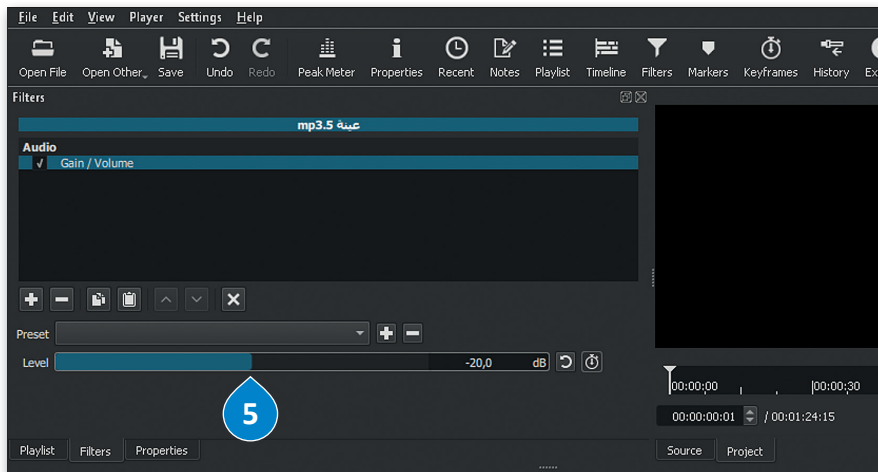 File Edit View Player Settings Help
Open File Open Other Save Undo Redo Peak Meter Properties Recent Notes Playlist Timeline Filters Markers Keyframes History Ex
Filters
عينة 5.mp3
Audio
✓ Gain / Volume
Preset
Level -20,0 dB
5
00:00:00 00:00:30
00:00:00:01 / 00:01:24:15
Playlist Filters Properties
Source Project